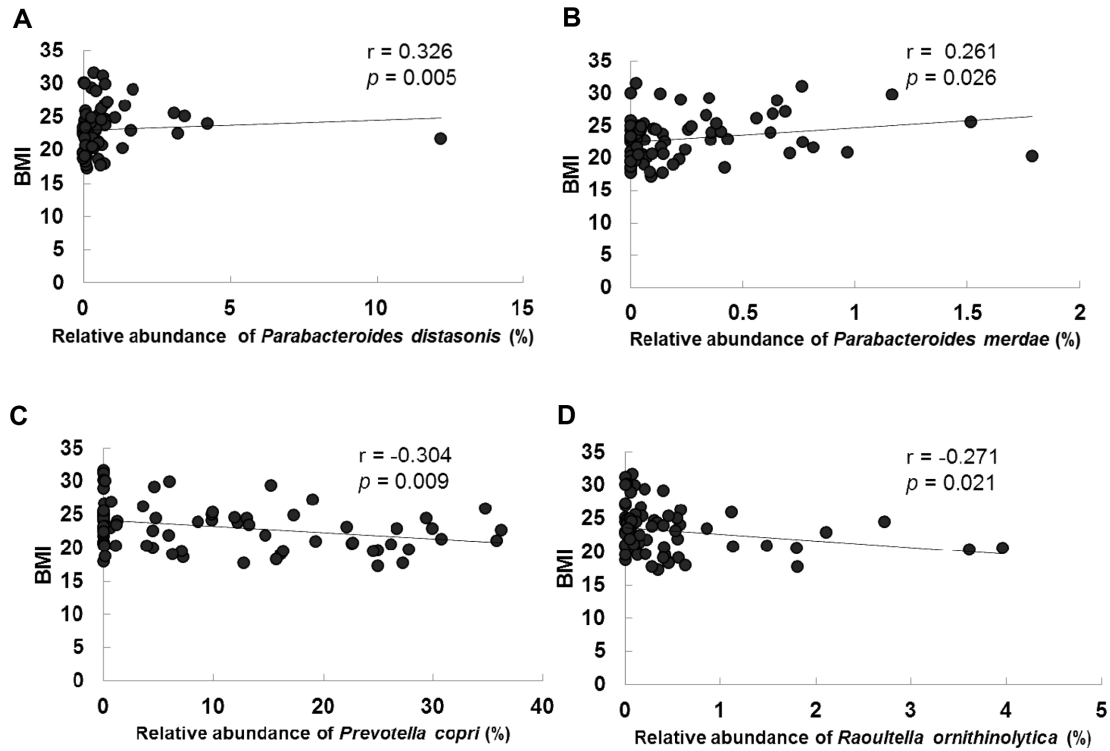 A
r = 0.326
p = 0.005
BMI
35
30
25
20
15
10
5
0
0 5 10 15
Relative abundance of Parabacteroides distasonis (%)
B
r = 0.261
p = 0.026
BMI
35
30
25
20
15
10
5
0
0 0.5 1 1.5 2
Relative abundance of Parabacteroides merdae (%)
C
r = -0.304
p = 0.009
BMI
35
30
25
20
15
10
5
0
0 10 20 30 40
Relative abundance of Prevotella copri (%)
D
r = -0.271
p = 0.021
BMI
35
30
25
20
15
10
5
0
0 1 2 3 4 5
Relative abundance of Raoultella ornithinolytica (%)